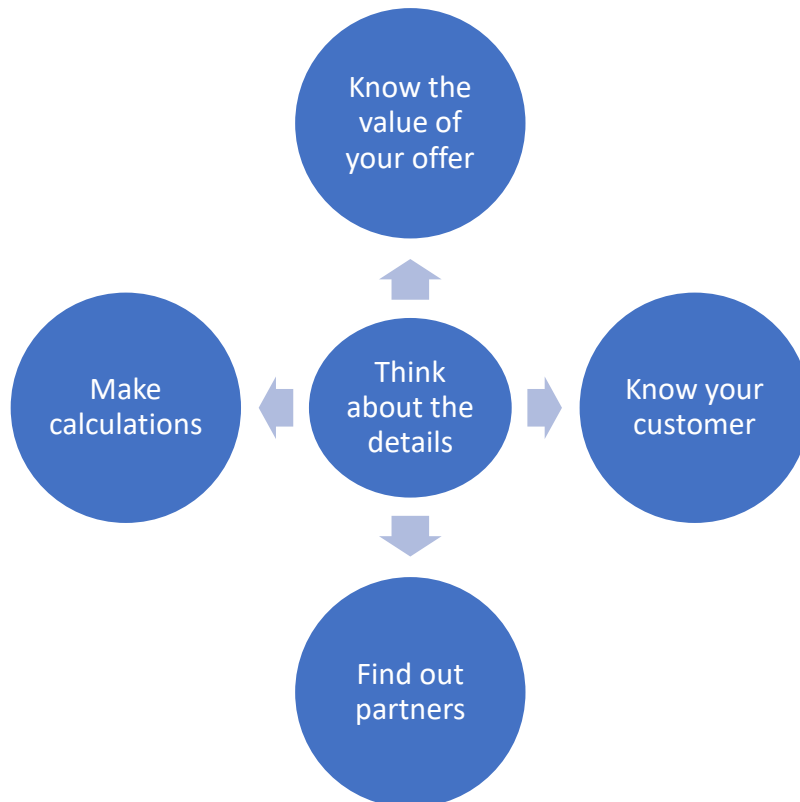 Know the
value of
your offer
Make
calculations
Think
about the
details
Know your
customer
Find out
partners